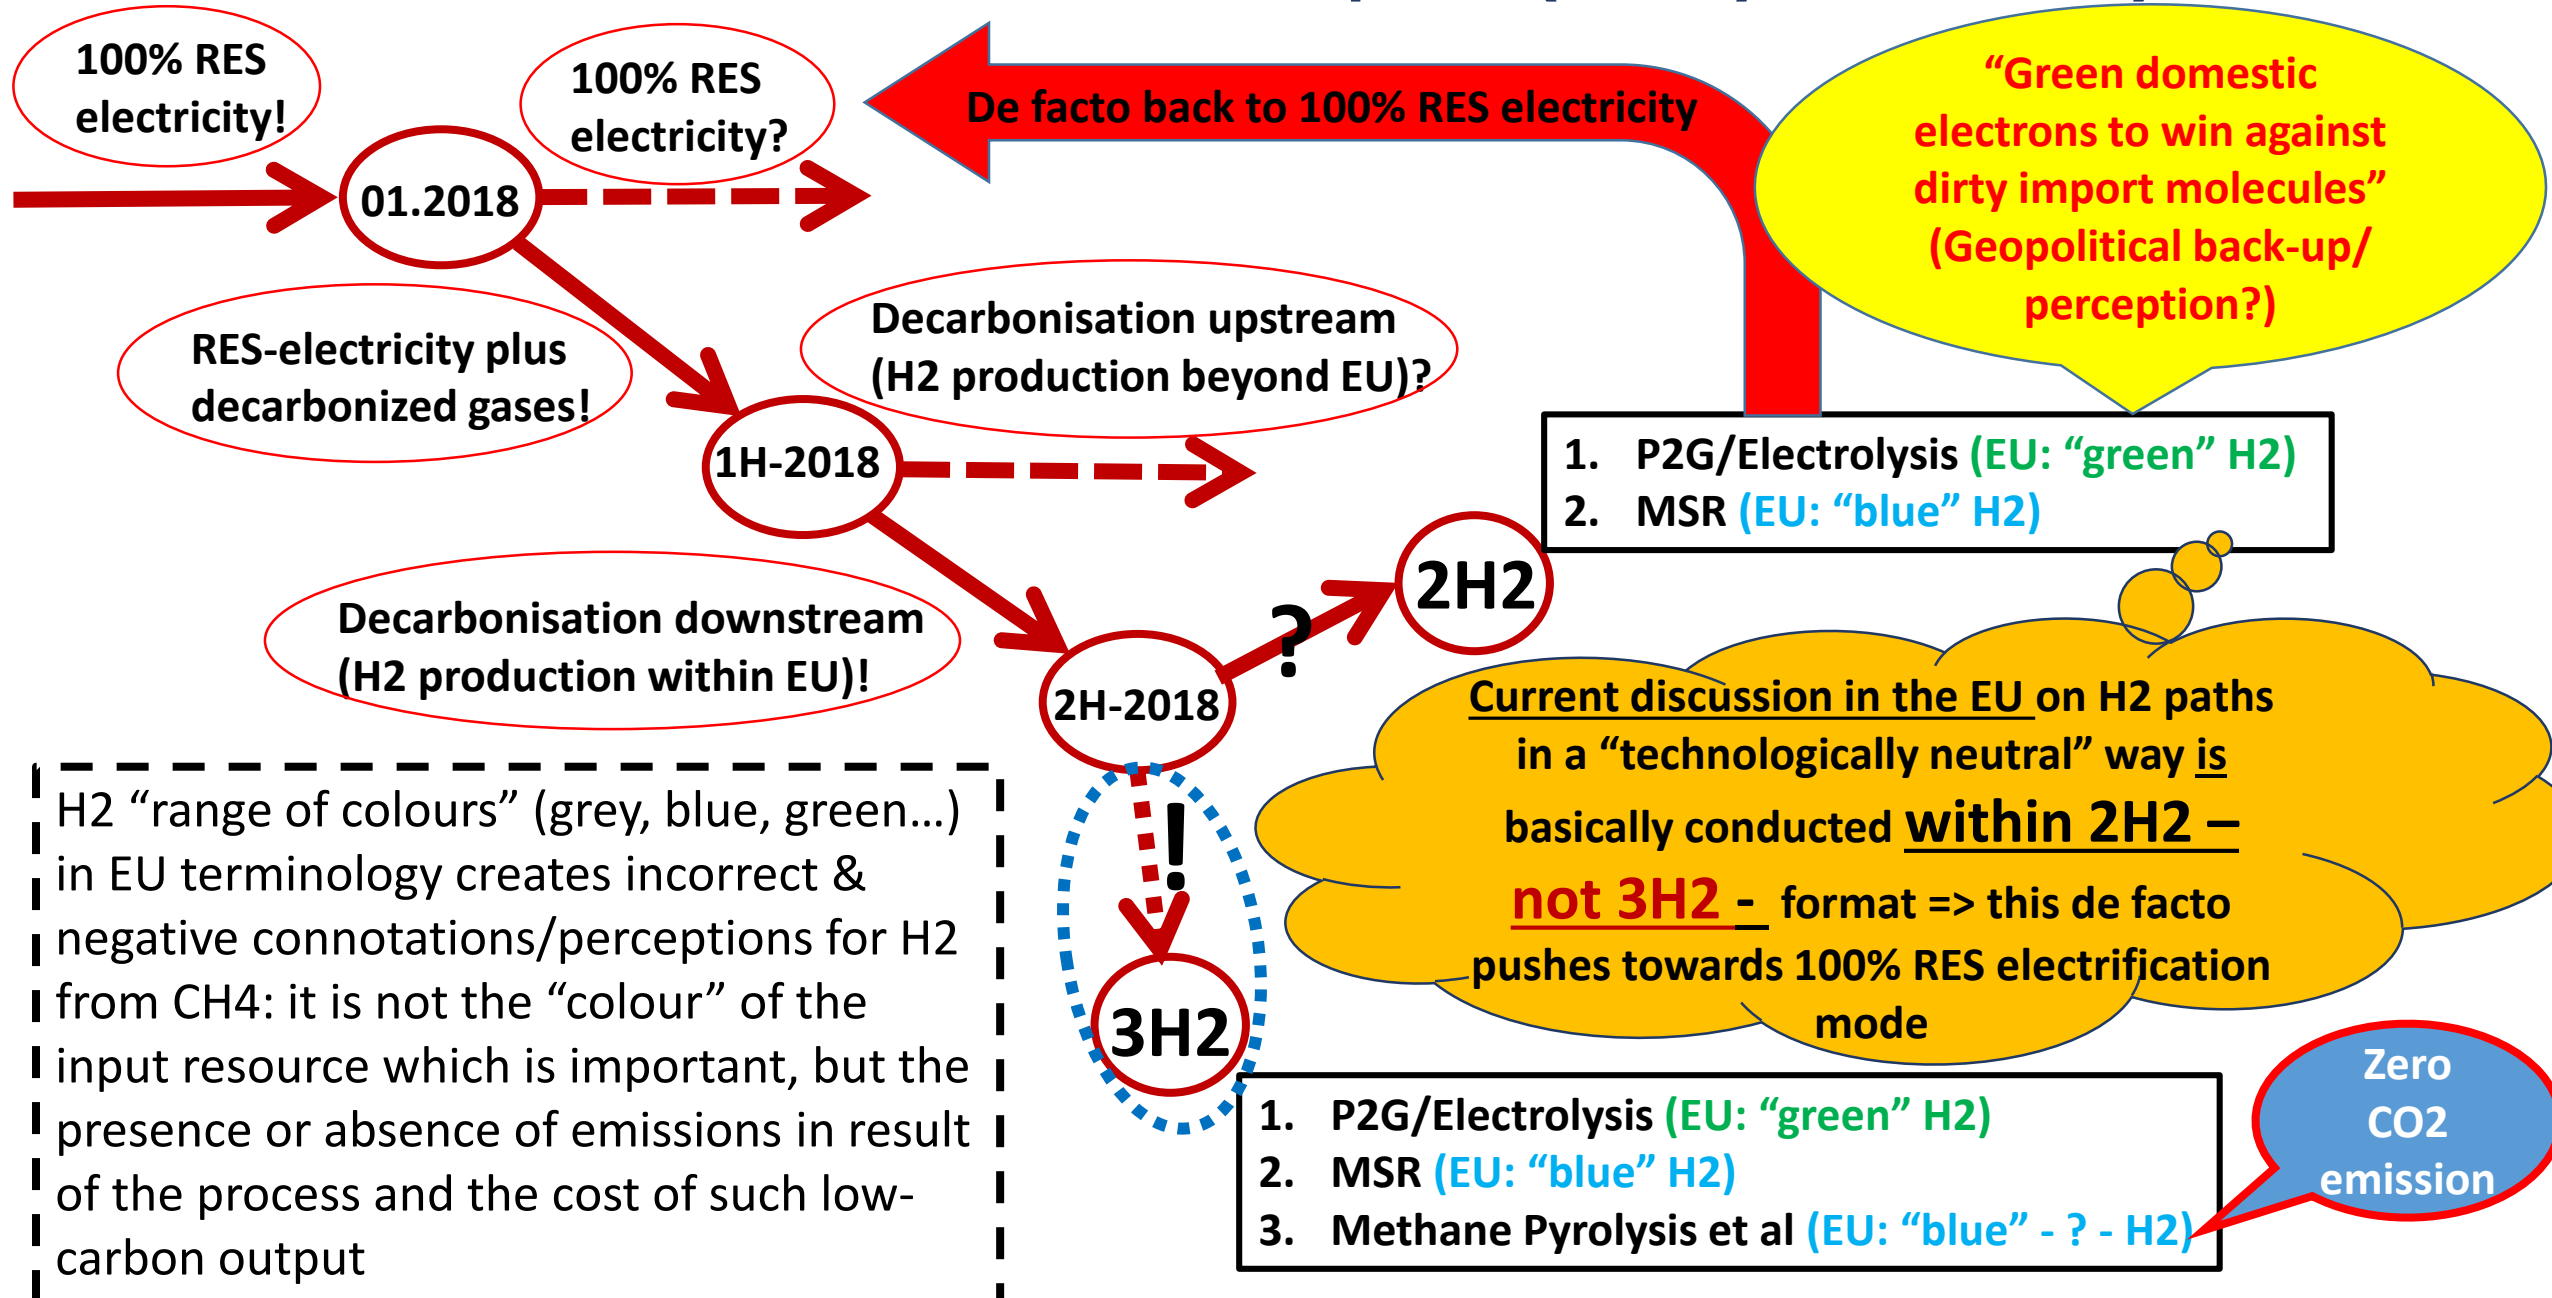 100% RES
electricity!
100% RES
electricity?
De facto back to 100% RES electricity
“Green domestic
electrons to win against
dirty import molecules”
(Geopolitical back-up/
perception?)
01.2018
RES-electricity plus
decarbonized gases!
Decarbonisation upstream
(H2 production beyond EU)?
1H-2018
1. P2G/Electrolysis (EU: “green” H2)
2. MSR (EU: “blue” H2)
2H2
?
Decarbonisation downstream
(H2 production within EU)!
2H-2018
Current discussion in the EU on H2 paths
in a “technologically neutral” way is
basically conducted within 2H2 –
not 3H2 - format => this de facto
pushes towards 100% RES electrification
mode
!
3H2
H2 “range of colours” (grey, blue, green…)
in EU terminology creates incorrect &
negative connotations/perceptions for H2
from CH4: it is not the “colour” of the
input resource which is important, but the
presence or absence of emissions in result
of the process and the cost of such low-
carbon output
1. P2G/Electrolysis (EU: “green” H2)
2. MSR (EU: “blue” H2)
3. Methane Pyrolysis et al (EU: “blue” - ? - H2)
Zero
CO2
emission